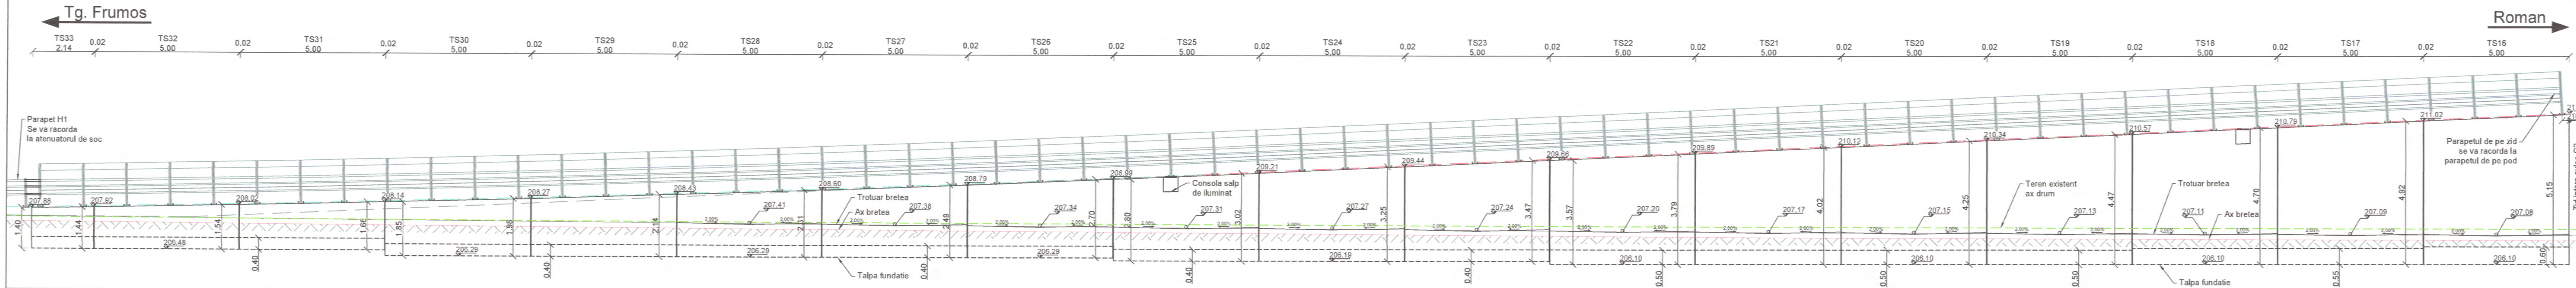 Tg. Frumos
Roman
TS33
2.14
0.02
TS32
5.00
0.02
TS31
5.00
0.02
TS30
5.00
0.02
TS29
5.00
0.02
TS28
5.00
0.02
TS27
5.00
0.02
TS26
5.00
0.02
TS25
5.00
0.02
TS24
5.00
0.02
TS23
5.00
0.02
TS22
5.00
0.02
TS21
5.00
0.02
TS20
5.00
0.02
TS19
5.00
0.02
TS18
5.00
0.02
TS17
5.00
0.02
TS16
5.00
Parapet H1
Se va racorda
la atenuatorul de soc
Parapetul de pe zid
se va racorda la
parapetul de pe pod
207.88
207.92
208.02
208.14
208.27
208.43
208.60
208.79
208.99
209.21
209.44
209.66
209.89
210.12
210.34
210.57
210.79
211.02
Consola salp
de iluminat
Trotuar bretea
Ax bretea
Teren existent
ax drum
Trotuar bretea
Ax bretea
1.40
1.44
1.54
1.66
1.85
1.98
2.14
2.31
2.49
2.70
2.80
3.02
3.25
3.47
3.57
3.79
4.02
4.25
4.47
4.70
4.92
5.15
207.41
207.38
207.34
207.31
207.27
207.24
207.20
207.17
207.15
207.13
207.11
207.09
207.08
206.48
206.29
206.29
206.29
206.19
206.10
206.10
206.10
206.10
0.40
0.40
0.40
0.40
0.40
0.50
0.50
0.50
0.55
0.60
Talpa fundatie
Talpa fundatie